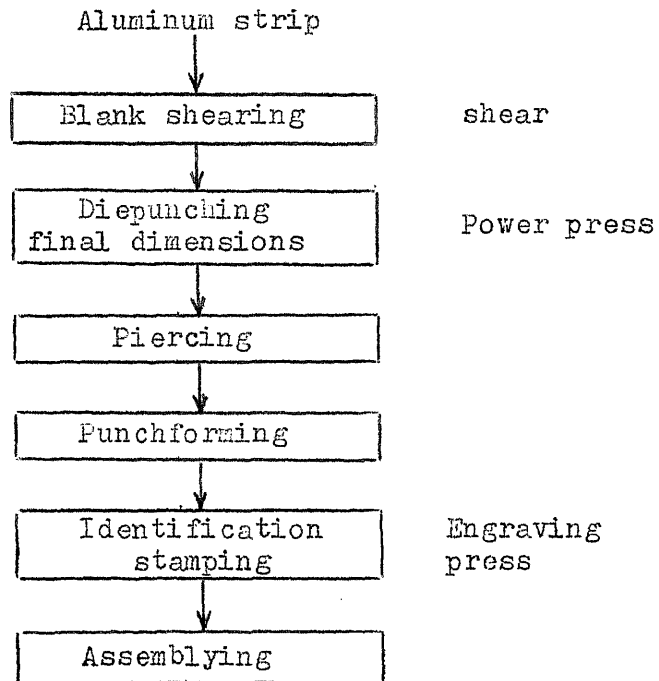 Aluminum strip
Blank shearing
shear
Diepunching
final dimensions
Power press
Piercing
Punchforming
Identification
stamping
Engraving
press
Assemblying